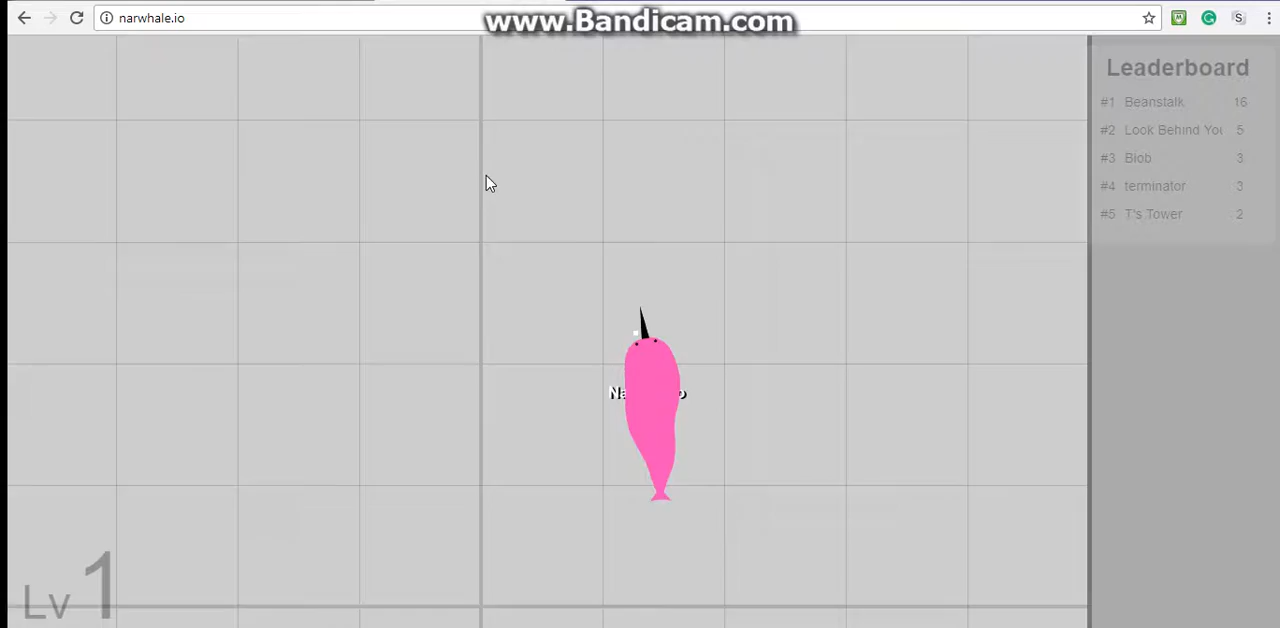 narwhale.io
www.Bandicam.com
S
Leaderboard
#1 Beanstalk 16
#2 Look Behind You 5
#3 Blob 3
#4 terminator 3
#5 T's Tower 2
Lv 1